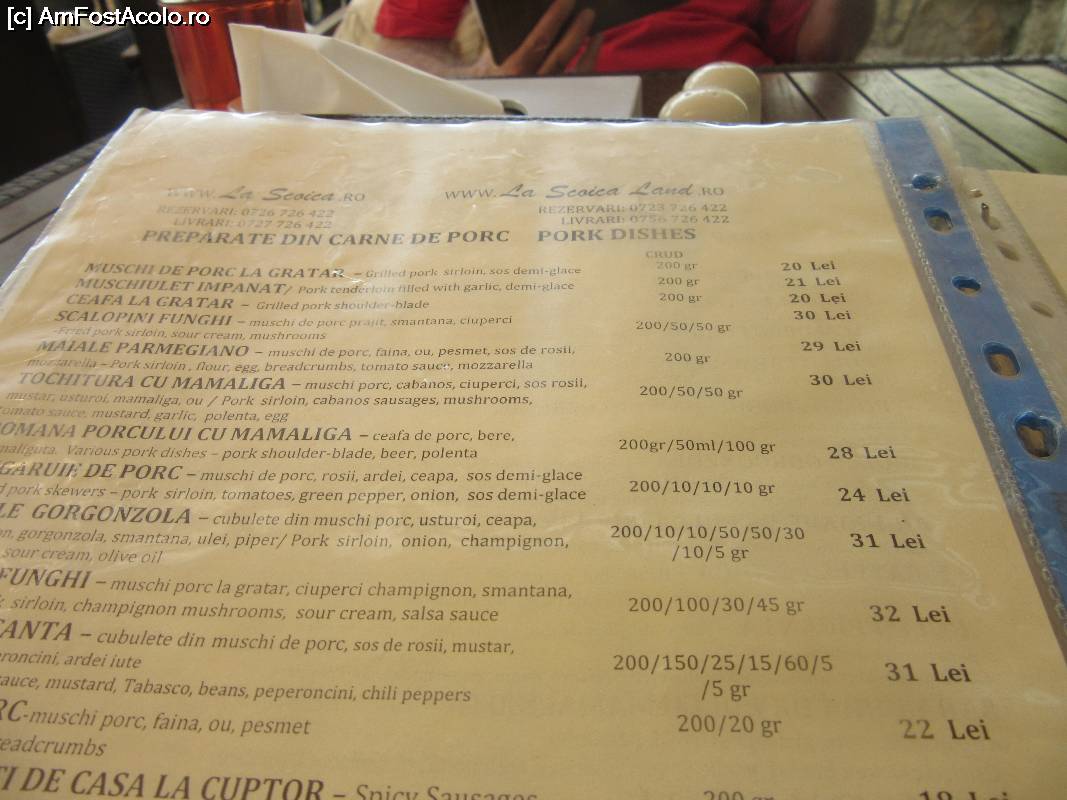 [c] AmFostAcolo.ro
www. La Scoica .RO www. La Scoica Land .RO
REZERVARI: 0726 726 422 REZERVARI: 0723 726 422
LIVRARI: 0727 726 422 LIVRARI: 0756 726 422
PREPARATE DIN CARNE DE PORC PORK DISHES
CRUD
MUSCHI DE PORC LA GRATAR – Grilled pork sirloin, sos demi-glace 200 gr 20 Lei
MUSCHIULET IMPANAT/ Pork tenderloin filled with garlic, demi-glace 200 gr 21 Lei
CEAFA LA GRATAR – Grilled pork shoulder-blade 200 gr 20 Lei
SCALOPINI FUNGHI – muschi de porc prajit, smantana, ciuperci 200/50/50 gr 30 Lei
-Fried pork sirloin, sour cream, mushrooms
MAIALE PARMEGIANO – muschi de porc, faina, ou, pesmet, sos de rosii, 200 gr 29 Lei
mozzarella – Pork sirloin , flour, egg, breadcrumbs, tomato sauce, mozzarella
TOCHITURA CU MAMALIGA – muschi porc, cabanos, ciuperci, sos rosii, 200/50/50 gr 30 Lei
mustar, usturoi, mamaliga, ou / Pork sirloin, cabanos sausages, mushrooms,
tomato sauce, mustard, garlic, polenta, egg
OMANA PORCULUI CU MAMALIGA – ceafa de porc, bere, 200gr/50ml/100 gr 28 Lei
maliguta. Various pork dishes – pork shoulder-blade, beer, polenta
GARUIE DE PORC – muschi de porc, rosii, ardei, ceapa, sos demi-glace 200/10/10/10 gr 24 Lei
d pork skewers – pork sirloin, tomatoes, green pepper, onion, sos demi-glace
LE GORGONZOLA – cubulete din muschi porc, usturoi, ceapa, 200/10/10/50/50/30 31 Lei
on, gorgonzola, smantana, ulei, piper/ Pork sirloin, onion, champignon, /10/5 gr
sour cream, olive oil
FUNGHI – muschi porc la gratar, ciuperci champignon, smantana, 200/100/30/45 gr 32 Lei
sirloin, champignon mushrooms, sour cream, salsa sauce
CANTA – cubulete din muschi de porc, sos de rosii, mustar, 200/150/25/15/60/5 31 Lei
eroncini, ardei iute /5 gr
sauce, mustard, Tabasco, beans, peperoncini, chili peppers
RC-muschi porc, faina, ou, pesmet 200/20 gr 22 Lei
readcrumbs
TI DE CASA LA CUPTOR – Spicy Sausages 200 gr 19 Lei